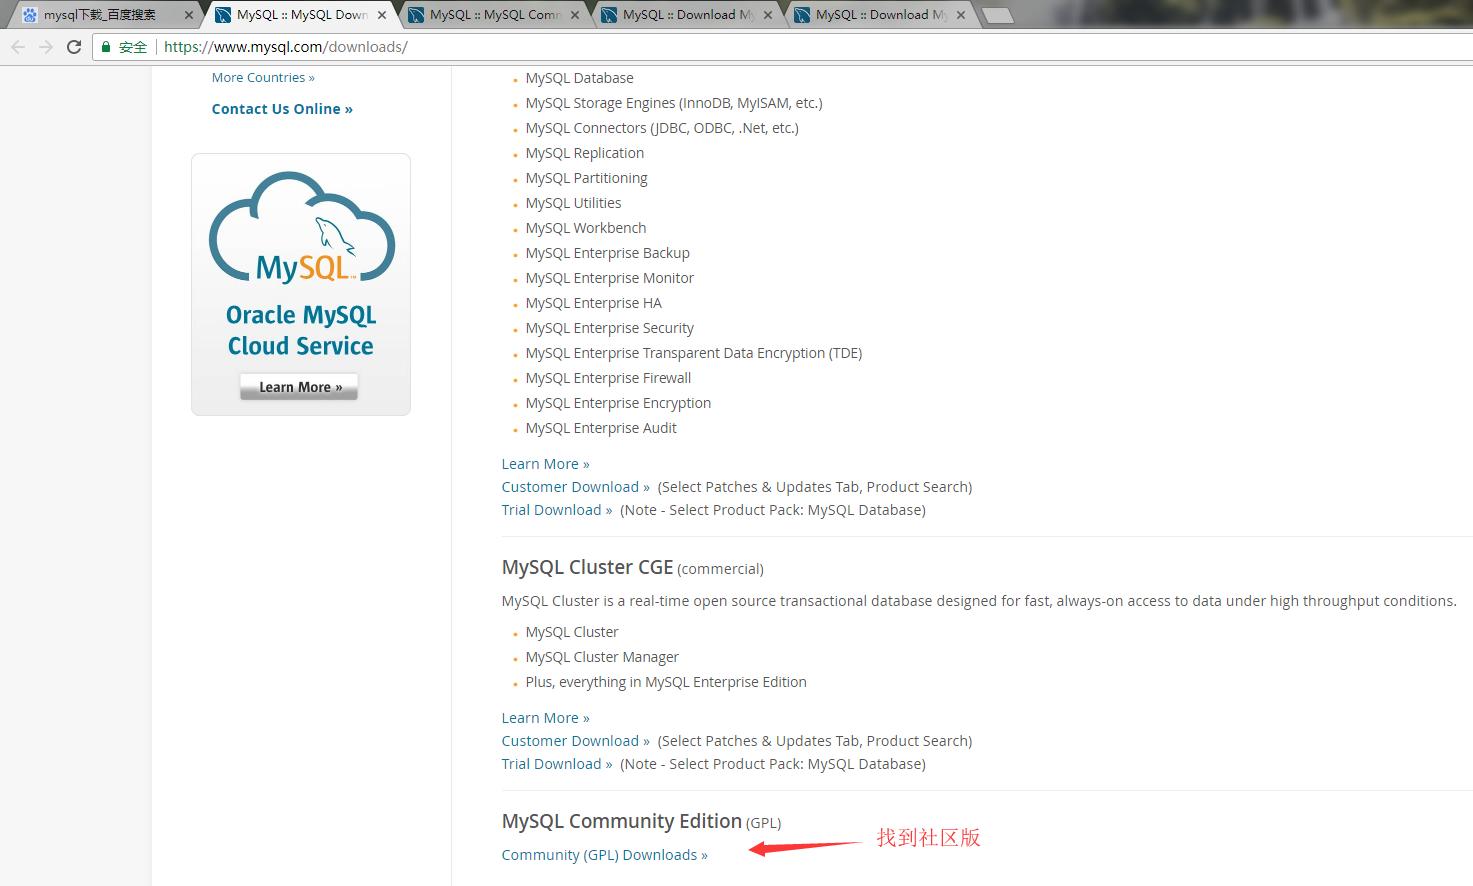 mysql下载_百度搜索
MySQL :: MySQL Down
MySQL :: MySQL Comm
MySQL :: Download My
MySQL :: Download My
安全
https://www.mysql.com/downloads/
More Countries »
Contact Us Online »
MySQL™
Oracle MySQL
Cloud Service
Learn More »
MySQL Database
MySQL Storage Engines (InnoDB, MyISAM, etc.)
MySQL Connectors (JDBC, ODBC, .Net, etc.)
MySQL Replication
MySQL Partitioning
MySQL Utilities
MySQL Workbench
MySQL Enterprise Backup
MySQL Enterprise Monitor
MySQL Enterprise HA
MySQL Enterprise Security
MySQL Enterprise Transparent Data Encryption (TDE)
MySQL Enterprise Firewall
MySQL Enterprise Encryption
MySQL Enterprise Audit
Learn More »
Customer Download » (Select Patches & Updates Tab, Product Search)
Trial Download » (Note - Select Product Pack: MySQL Database)
MySQL Cluster CGE (commercial)
MySQL Cluster is a real-time open source transactional database designed for fast, always-on access to data under high throughput conditions.
MySQL Cluster
MySQL Cluster Manager
Plus, everything in MySQL Enterprise Edition
Learn More »
Customer Download » (Select Patches & Updates Tab, Product Search)
Trial Download » (Note - Select Product Pack: MySQL Database)
MySQL Community Edition (GPL)
找到社区版
Community (GPL) Downloads »